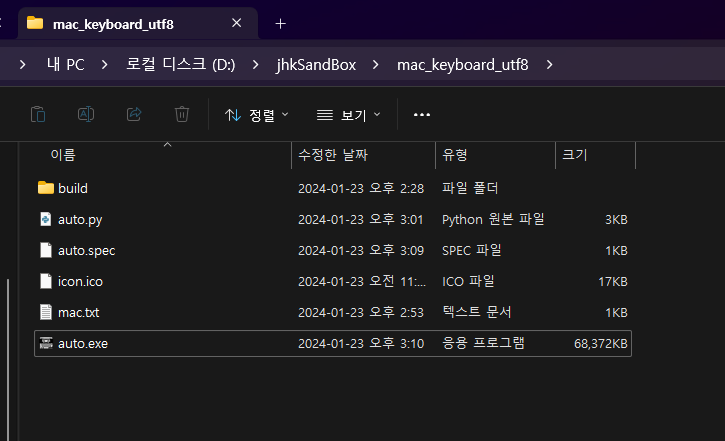 mac_keyboard_utf8
내 PC > 로컬 디스크 (D:) > jhkSandBox > mac_keyboard_utf8 >
정렬 보기
이름 수정한 날짜 유형 크기
build 2024-01-23 오후 2:28 파일 폴더
auto.py 2024-01-23 오후 3:01 Python 원본 파일 3KB
auto.spec 2024-01-23 오후 3:09 SPEC 파일 1KB
icon.ico 2024-01-23 오전 11:... ICO 파일 17KB
mac.txt 2024-01-23 오후 2:53 텍스트 문서 1KB
auto.exe 2024-01-23 오후 3:10 응용 프로그램 68,372KB